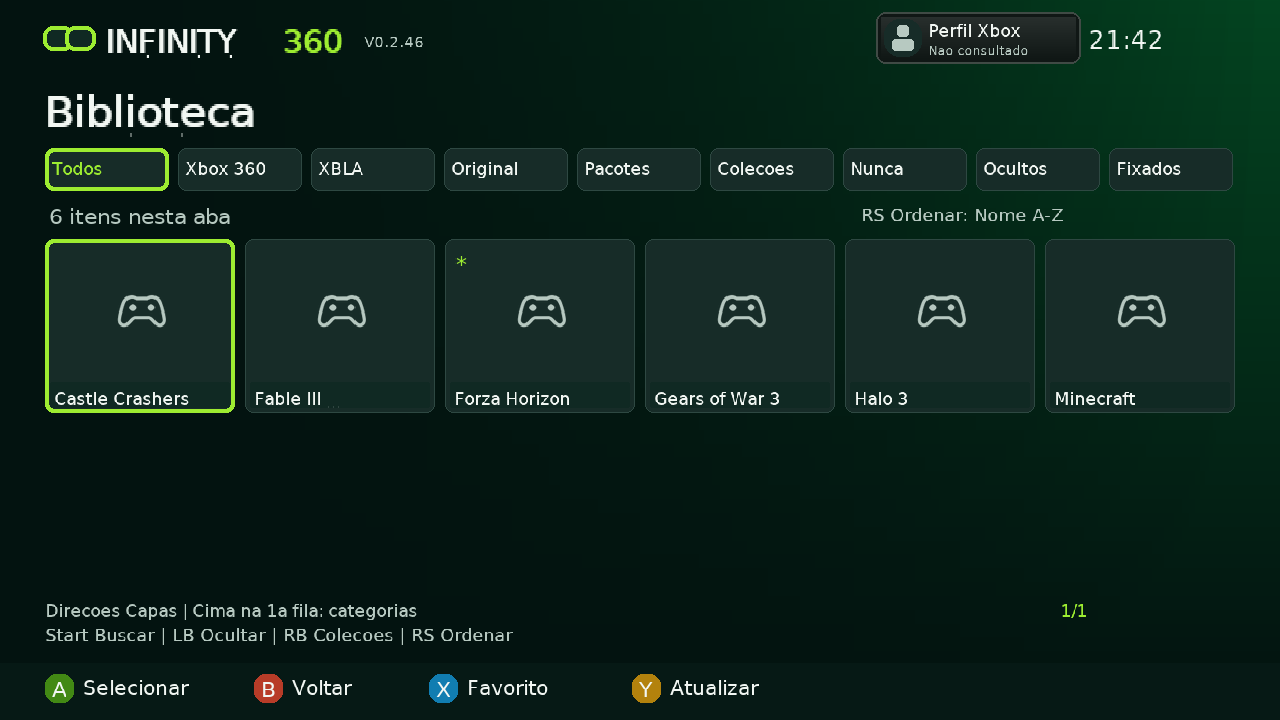 INFINITY 360 V0.2.46
Perfil Xbox
Nao consultado
21:42
Biblioteca
Todos Xbox 360 XBLA Original Pacotes Colecoes Nunca Ocultos Fixados
6 itens nesta aba RS Ordenar: Nome A-Z
*
Castle Crashers Fable III Forza Horizon Gears of War 3 Halo 3 Minecraft
Direcoes Capas | Cima na 1a fila: categorias 1/1
Start Buscar | LB Ocultar | RB Colecoes | RS Ordenar
A Selecionar B Voltar X Favorito Y Atualizar